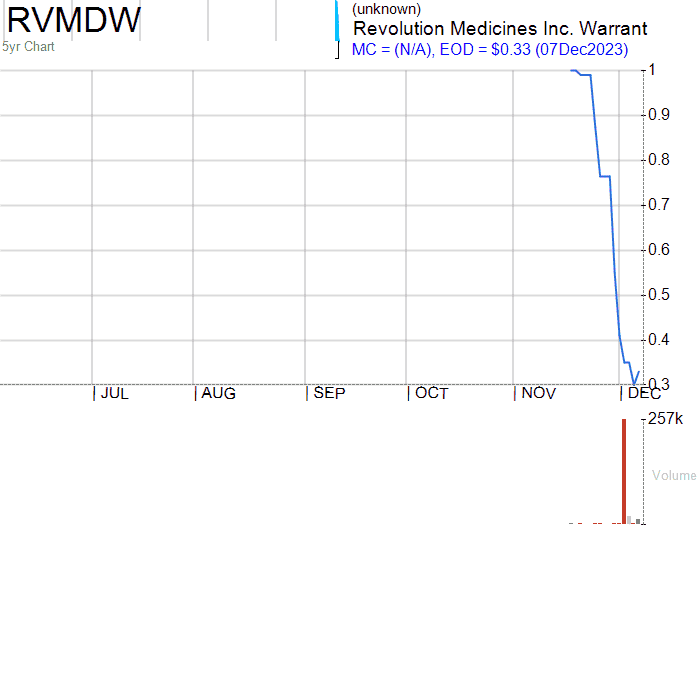 RVMDW
5yr Chart
(unknown)
Revolution Medicines Inc. Warrant
MC = (N/A), EOD = $0.33 (07Dec2023)
1
0.9
0.8
0.7
0.6
0.5
0.4
0.3
JUL AUG SEP OCT NOV DEC
257k
Volume